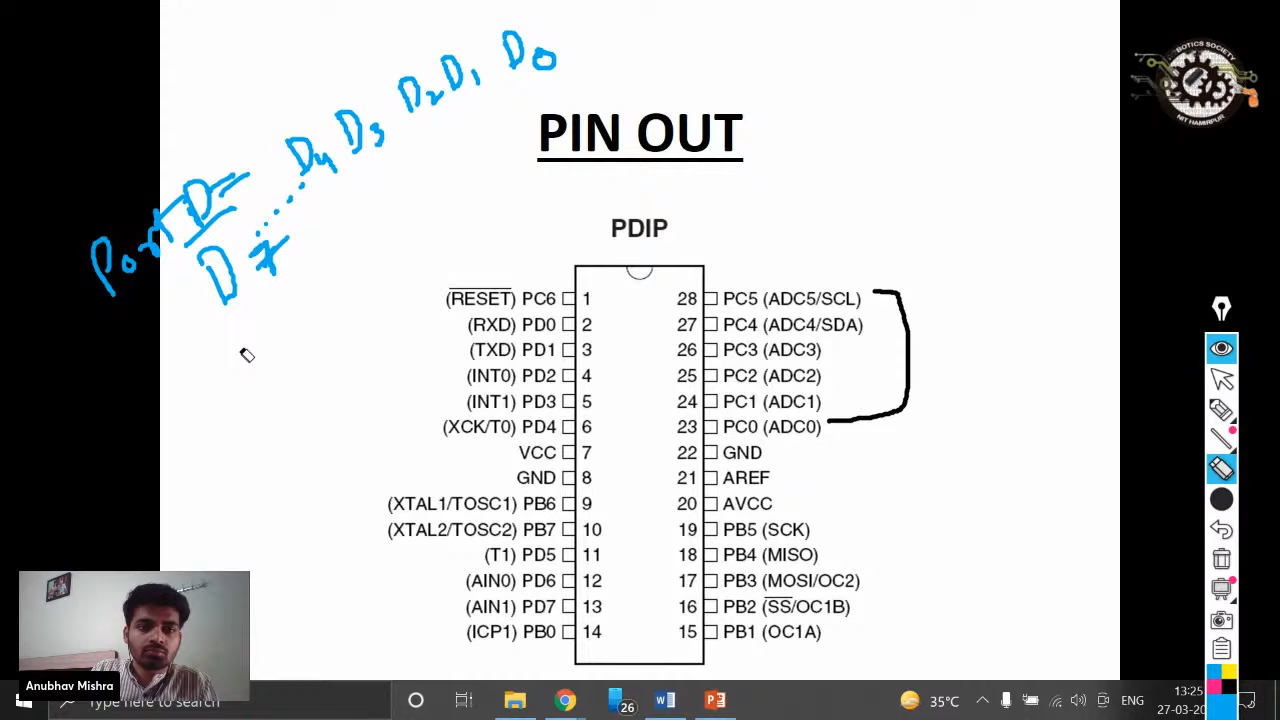 Port D =
D7 ..... D4 D3 D2 D1 D0
BOTICS SOCIETY
NIT HAMIRPUR
PIN OUT
PDIP
(RESET) PC6 1 28 PC5 (ADC5/SCL)
(RXD) PD0 2 27 PC4 (ADC4/SDA)
(TXD) PD1 3 26 PC3 (ADC3)
(INT0) PD2 4 25 PC2 (ADC2)
(INT1) PD3 5 24 PC1 (ADC1)
(XCK/T0) PD4 6 23 PC0 (ADC0)
VCC 7 22 GND
GND 8 21 AREF
(XTAL1/TOSC1) PB6 9 20 AVCC
(XTAL2/TOSC2) PB7 10 19 PB5 (SCK)
(T1) PD5 11 18 PB4 (MISO)
(AIN0) PD6 12 17 PB3 (MOSI/OC2)
(AIN1) PD7 13 16 PB2 (SS/OC1B)
(ICP1) PB0 14 15 PB1 (OC1A)
Anubhav Mishra
Type here to search
26
35°C
ENG
13:25
27-03-20